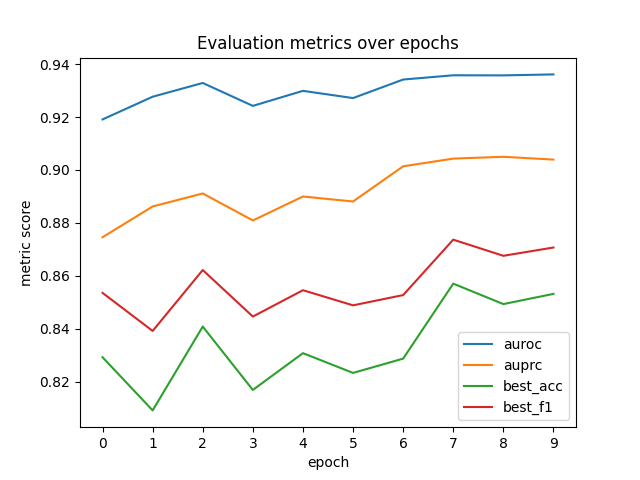 Evaluation metrics over epochs
metric score
0.94
0.92
0.90
0.88
0.86
0.84
0.82
auroc
auprc
best_acc
best_f1
0 1 2 3 4 5 6 7 8 9
epoch